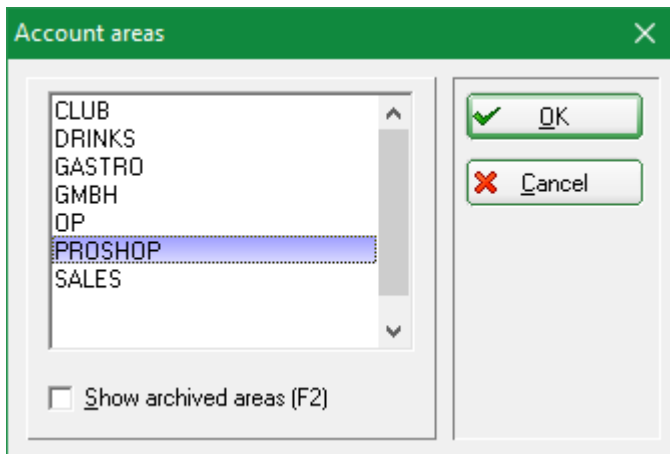 Account areas
CLUB
DRINKS
GASTRO
GMBH
OP
PROSHOP
SALES
Show archived areas (F2)
OK
Cancel